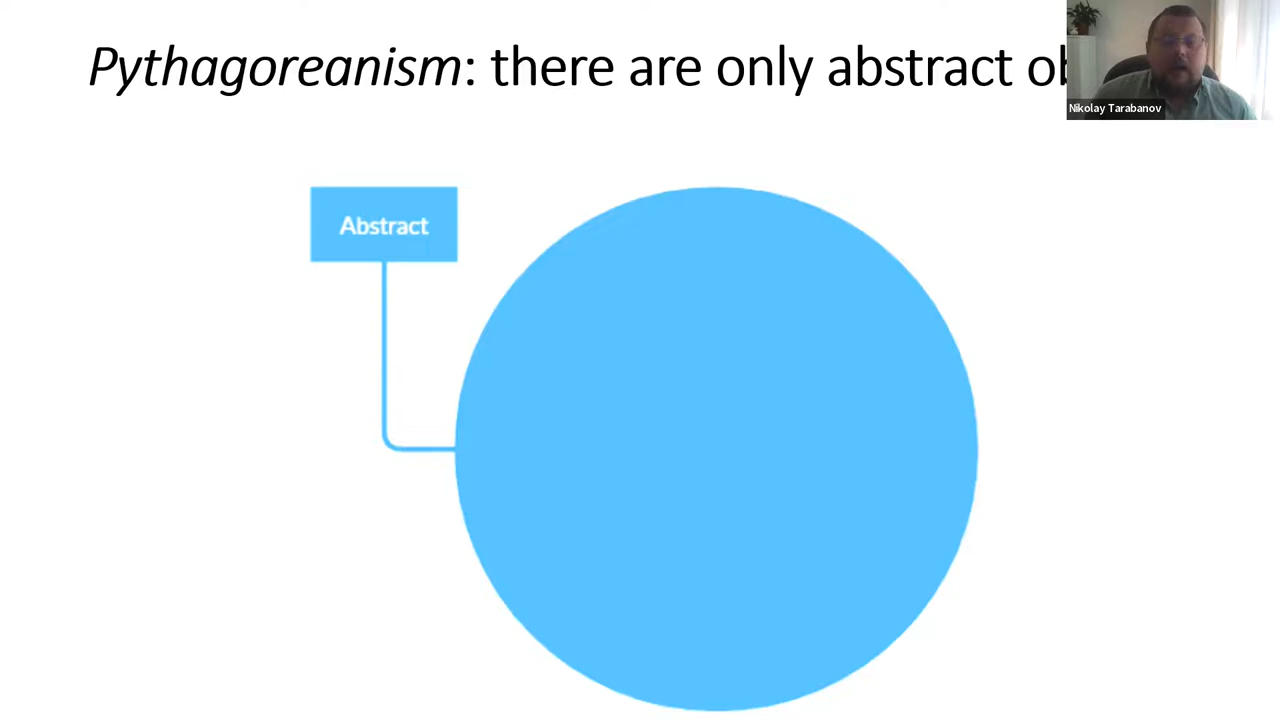 Pythagoreanism: there are only abstract
Nikolay Tarabanov
Abstract